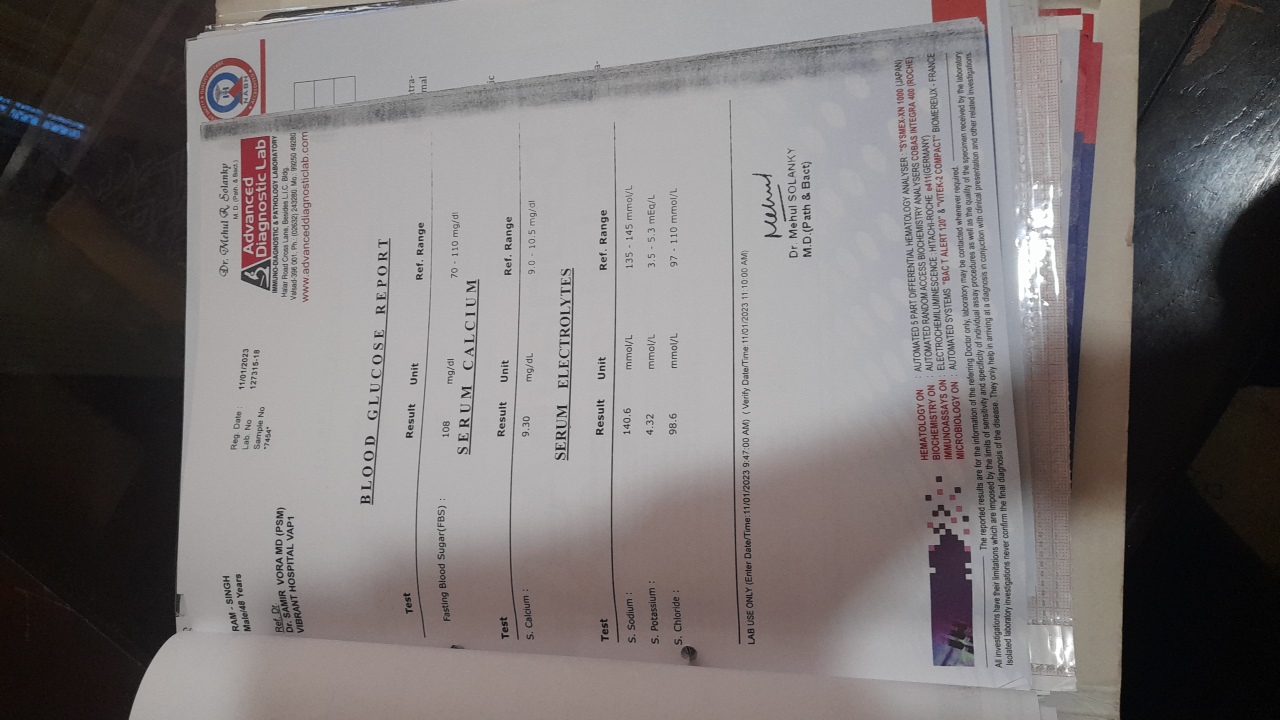 RAM - SINGH
Male/48 Years
Ref. Dr.
Dr. SAMIR VORA MD (PSM)
VIBRANT HOSPITAL VAP1
Reg. Date : 11/01/2023
Lab. No 127315-18
Sample No
"7454"
Dr. Mehul R. Solanky
M. D. (Path. & Bact.)
Advanced
Diagnostic Lab
IMMUNO-DIAGNOSTIC & PATHOLOGY LABORATORY
Halar Road Cross Lane, Besides L.I.C. Bldg.
Valsad-396 001. Ph.: (02632) 243280. Mo.: 99250 49280
www.advanceddiagnosticlab.com
NABH
BLOOD GLUCOSE REPORT
Test Result Unit Ref. Range
Fasting Blood Sugar(FBS) : 108 mg/dl 70 - 110 mg/dl
SERUM CALCIUM
Test Result Unit Ref. Range
S. Calcium : 9.30 mg/dL 9.0 - 10.5 mg/dl
SERUM ELECTROLYTES
Test Result Unit Ref. Range
S. Sodium : 140.6 mmol/L 135 - 145 mmol/L
S. Potassium : 4.32 mmol/L 3.5 - 5.3 mEq/L
S. Chloride : 98.6 mmol/L 97 - 110 mmol/L
LAB USE ONLY (Enter Date/Time:11/01/2023 9:47:00 AM) ( Verify Date/Time:11/01/2023 11:10:00 AM)
Mehul
Dr. Mehul SOLANKY
M.D.(Path & Bact)
HEMATOLOGY ON : AUTOMATED 5 PART DIFFERENTIAL HEMATOLOGY ANALYSER : "SYSMEX-XN 1000 (JAPAN)
BIOCHEMISTRY ON : AUTOMATED RANDOM ACCESS BIOCHEMISTRY ANALYSERS COBAS INTEGRA 400 (ROCHE)
IMMUNOASSAYS ON : ELECTROCHEMILUMINESCENCE :HITACHI-ROCHE e411(GERMANY)
MICROBIOLOGY ON : AUTOMATED SYSTEMS "BAC T ALERT 120" & "VITEK-2 COMPACT" BIOMEREIUX - FRANCE
The reported results are for the information of the referring Doctor only, laboratory may be contacted whenever required.
All investigations have their limitations which are imposed by the limits of sensitivity and specificity of individual assay procedures as well as the quality of the specimen received by the laboratory
Isolated laboratory investigations never confirm the final diagnosis of the disease. They only help in arriving at a diagnosis in conjuction with clinical presentation and other related investigations.